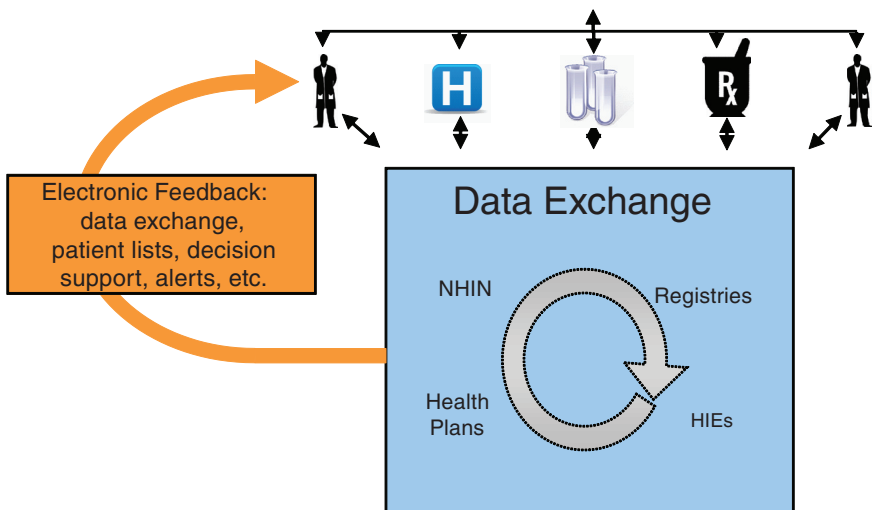 H
Rx
Electronic Feedback:
data exchange,
patient lists, decision
support, alerts, etc.
Data Exchange
NHIN
Registries
Health
Plans
HIEs